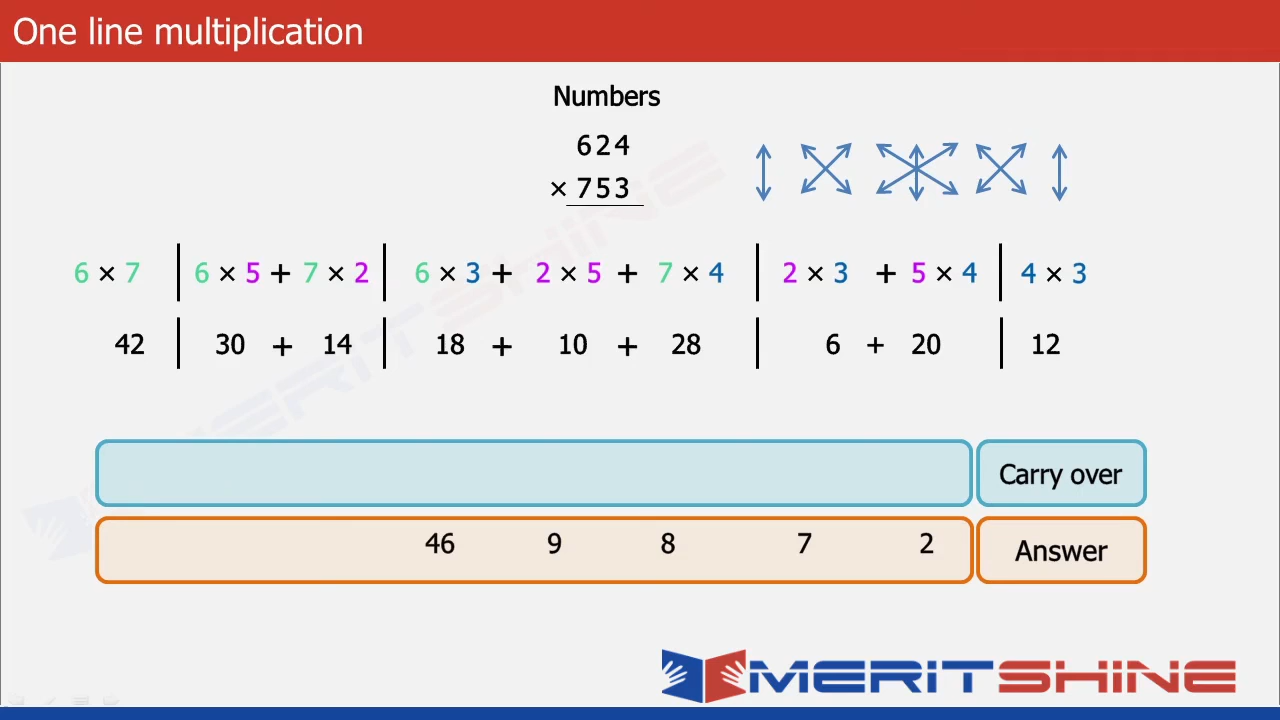 One line multiplication
Numbers
624
× 753
6 × 7 | 6 × 5 + 7 × 2 | 6 × 3 + 2 × 5 + 7 × 4 | 2 × 3 + 5 × 4 | 4 × 3
42 | 30 + 14 | 18 + 10 + 28 | 6 + 20 | 12
Carry over
46 9 8 7 2 Answer
MERITSHINE
MERITSHINE